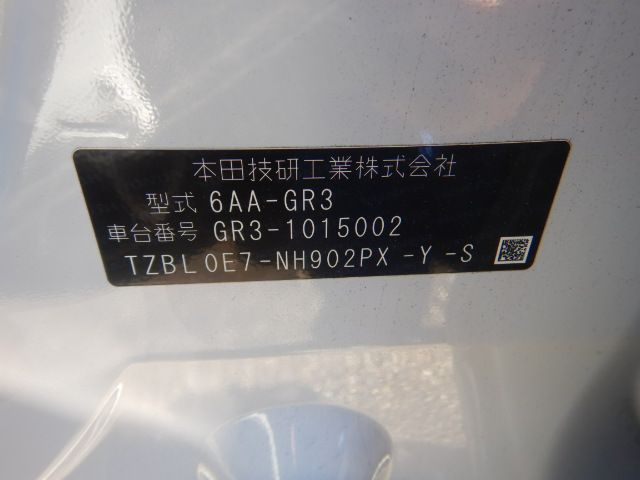 本田技研工業株式会社
型式 6AA-GR3
車台番号 GR3-1015002
TZBL0E7-NH902PX -Y -S